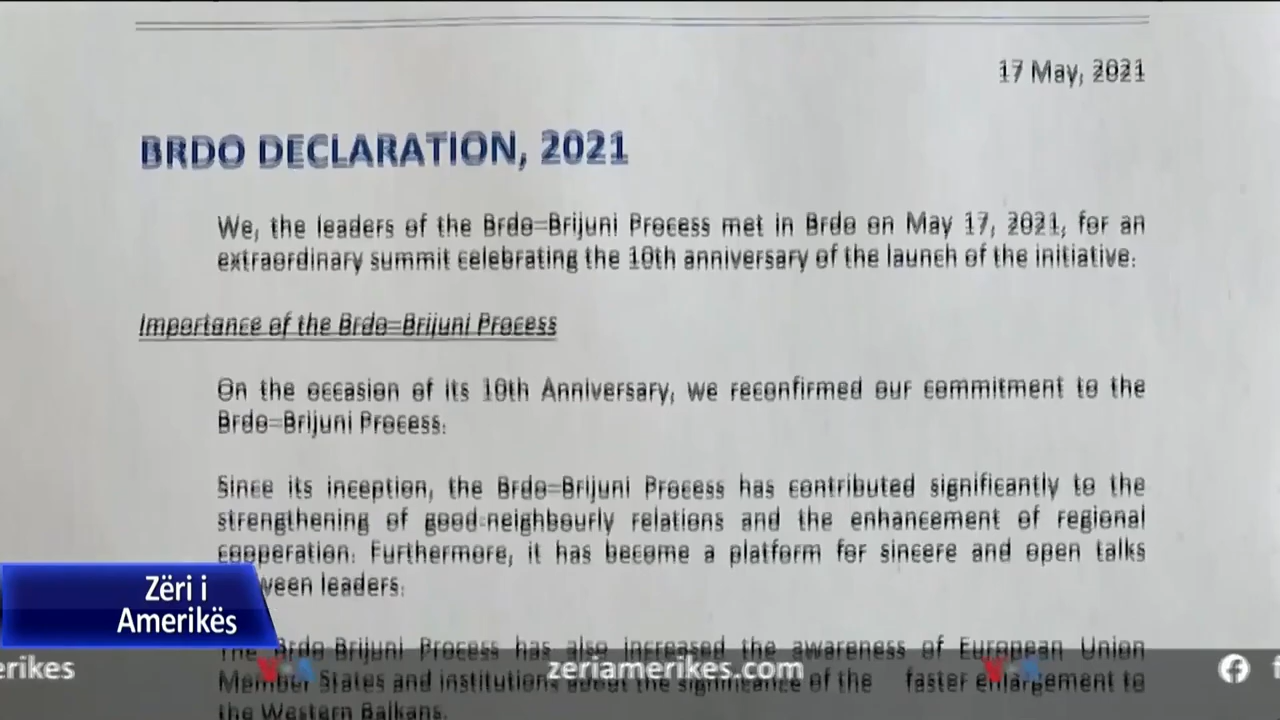 17 May, 2021
BRDO DECLARATION, 2021
We, the leaders of the Brdo-Brijuni Process met in Brdo on May 17, 2021, for an
extraordinary summit celebrating the 10th anniversary of the launch of the initiative.
Importance of the Brdo-Brijuni Process
On the occasion of its 10th Anniversary, we reconfirmed our commitment to the
Brdo-Brijuni Process.
Since its inception, the Brdo-Brijuni Process has contributed significantly to the
strengthening of good-neighbourly relations and the enhancement of regional
cooperation. Furthermore, it has become a platform for sincere and open talks
ween leaders.
Zëri i
Amerikës
The Brdo Brijuni Process has also increased the awareness of European Union
Member States and institutions about the significance of the faster enlargement to
the Western Balkans.
erikes
VOA
zeriamerikes.com
VOA